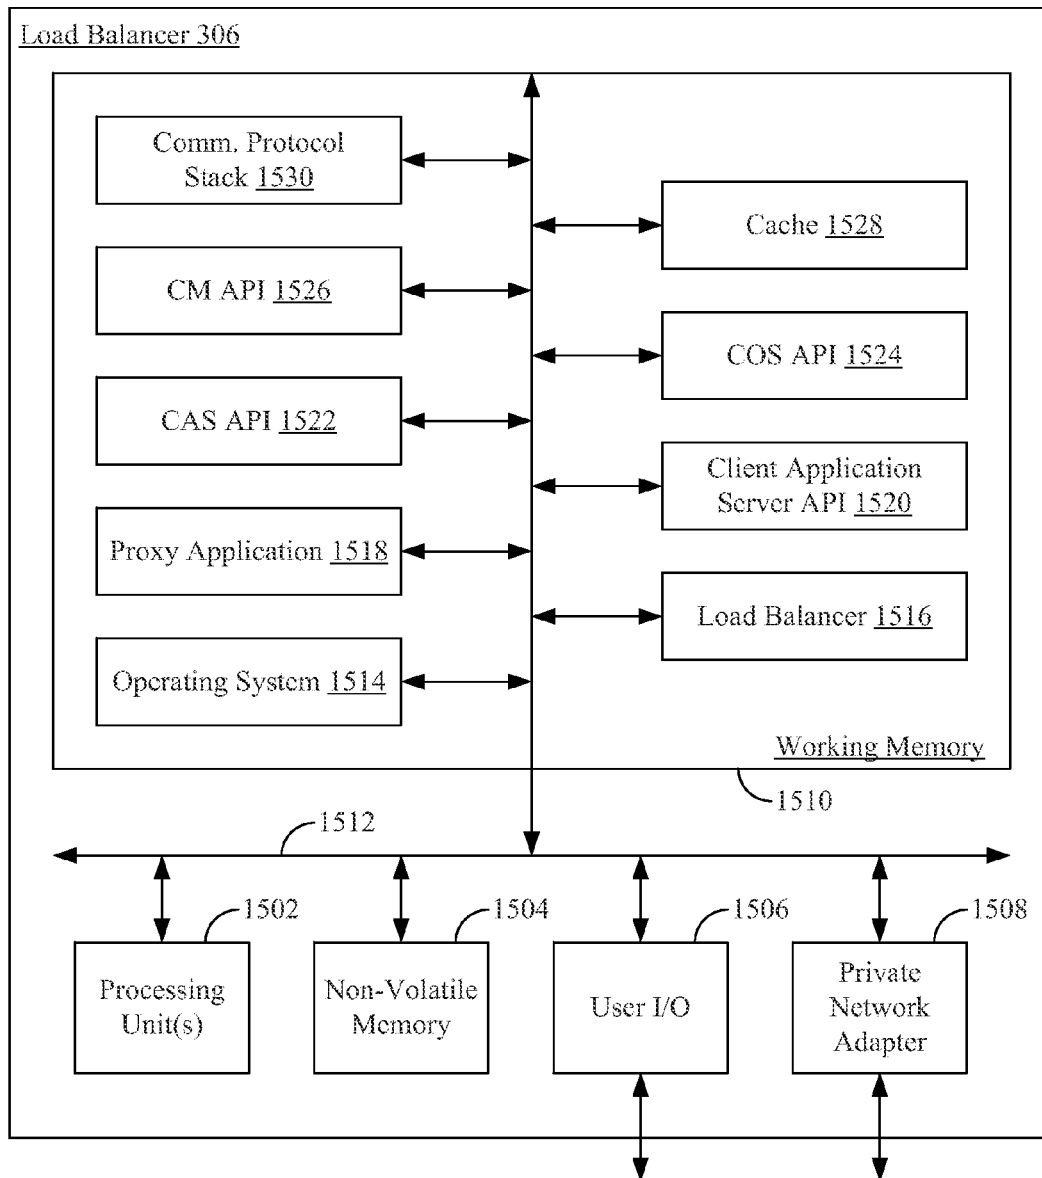 Load Balancer 306
Comm. Protocol
Stack 1530
Cache 1528
CM API 1526
COS API 1524
CAS API 1522
Client Application
Server API 1520
Proxy Application 1518
Load Balancer 1516
Operating System 1514
Working Memory
1510
1512
1502
1504
1506
1508
Processing
Unit(s)
Non-Volatile
Memory
User I/O
Private
Network
Adapter